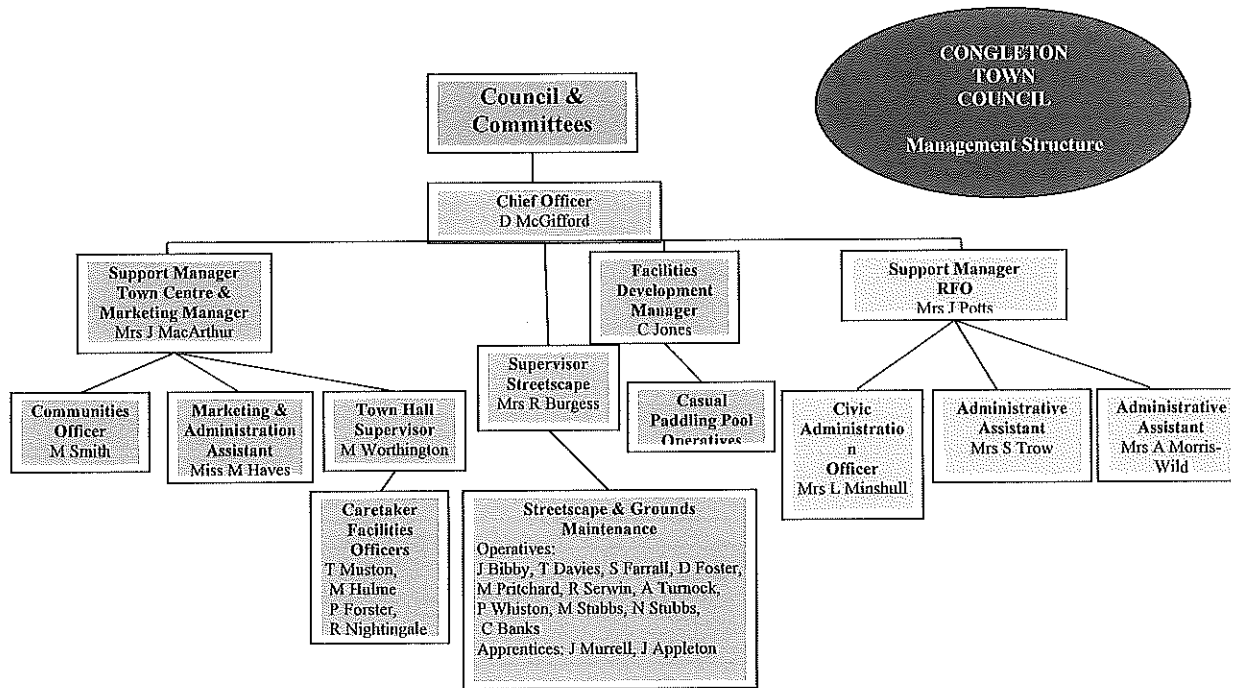 CONGLETON
TOWN
COUNCIL
Management Structure
Council &
Committees
Chief Officer
D McGifford
Support Manager
Town Centre &
Marketing Manager
Mrs J MacArthur
Facilities
Development
Manager
C Jones
Support Manager
RFO
Mrs J Potts
Communities
Officer
M Smith
Marketing &
Administration
Assistant
Miss M Hayes
Town Hall
Supervisor
M Worthington
Supervisor
Streetscape
Mrs R Burgess
Casual
Paddling Pool
Operatives
Civic
Administratio
n
Officer
Mrs L Minshull
Administrative
Assistant
Mrs S Trow
Administrative
Assistant
Mrs A Morris-
Wild
Caretaker
Facilities
Officers
T Muston,
M Hulme
P Forster,
R Nightingale
Streetscape & Grounds
Maintenance
Operatives:
J Bibby, T Davies, S Farrall, D Foster,
M Pritchard, R Serwin, A Turnock,
P Whiston, M Stubbs, N Stubbs,
C Banks
Apprentices: J Murrell, J Appleton